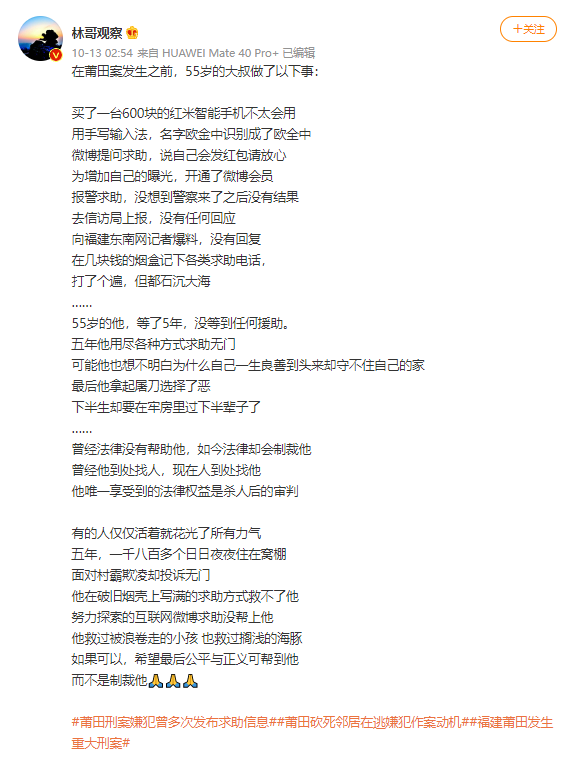 林哥观察
+关注
10-13 02:54 来自 HUAWEI Mate 40 Pro+ 已编辑
在莆田案发生之前，55岁的大叔做了以下事：
买了一台600块的红米智能手机不太会用
用手写输入法，名字欧金中识别成了欧全中
微博提问求助，说自己会发红包请放心
为增加自己的曝光，开通了微博会员
报警求助，没想到警察来了之后没有结果
去信访局上报，没有任何回应
向福建东南网记者爆料，没有回复
在几块钱的烟盒记下各类求助电话，
打了个遍，但都石沉大海
......
55岁的他，等了5年，没等到任何援助。
五年他用尽各种方式求助无门
可能他也想不明白为什么自己一生良善到头来却守不住自己的家
最后他拿起屠刀选择了恶
下半生却要在牢房里过下半辈子了
......
曾经法律没有帮助他，如今法律却会制裁他
曾经他到处找人，现在人到处找他
他唯一享受到的法律权益是杀人后的审判
有的人仅仅活着就花光了所有力气
五年，一千八百多个日日夜夜住在窝棚
面对村霸欺凌却投诉无门
他在破旧烟壳上写满的求助方式救不了他
努力探索的互联网微博求助没帮上他
他救过被浪卷走的小孩 也救过搁浅的海豚
如果可以，希望最后公平与正义可帮到他
而不是制裁他🙏🙏🙏
#莆田刑案嫌犯曾多次发布求助信息##莆田砍死邻居在逃嫌犯作案动机##福建莆田发生
重大刑案#